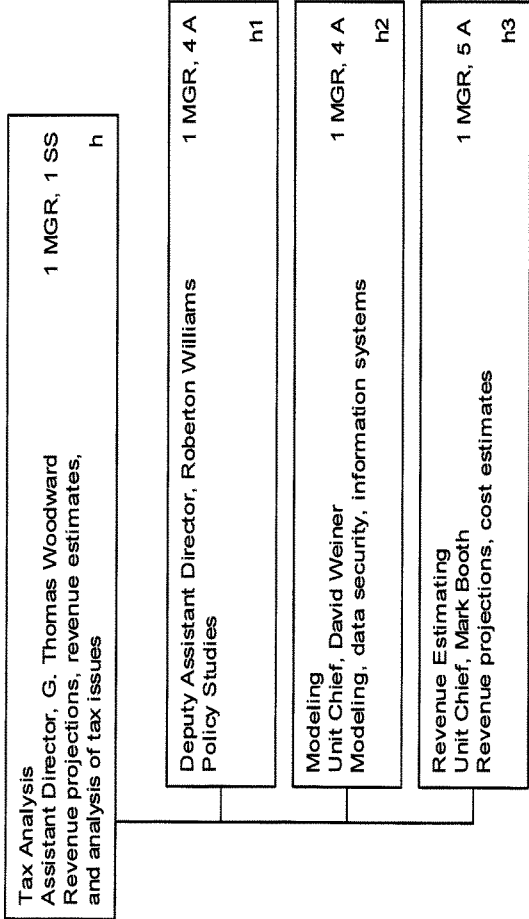 Tax Analysis
Assistant Director, G. Thomas Woodward 1 MGR, 1 SS
Revenue projections, revenue estimates,
and analysis of tax issues h
Deputy Assistant Director, Roberton Williams 1 MGR, 4 A
Policy Studies
h1
Modeling
Unit Chief, David Weiner 1 MGR, 4 A
Modeling, data security, information systems
h2
Revenue Estimating
Unit Chief, Mark Booth 1 MGR, 5 A
Revenue projections, cost estimates
h3